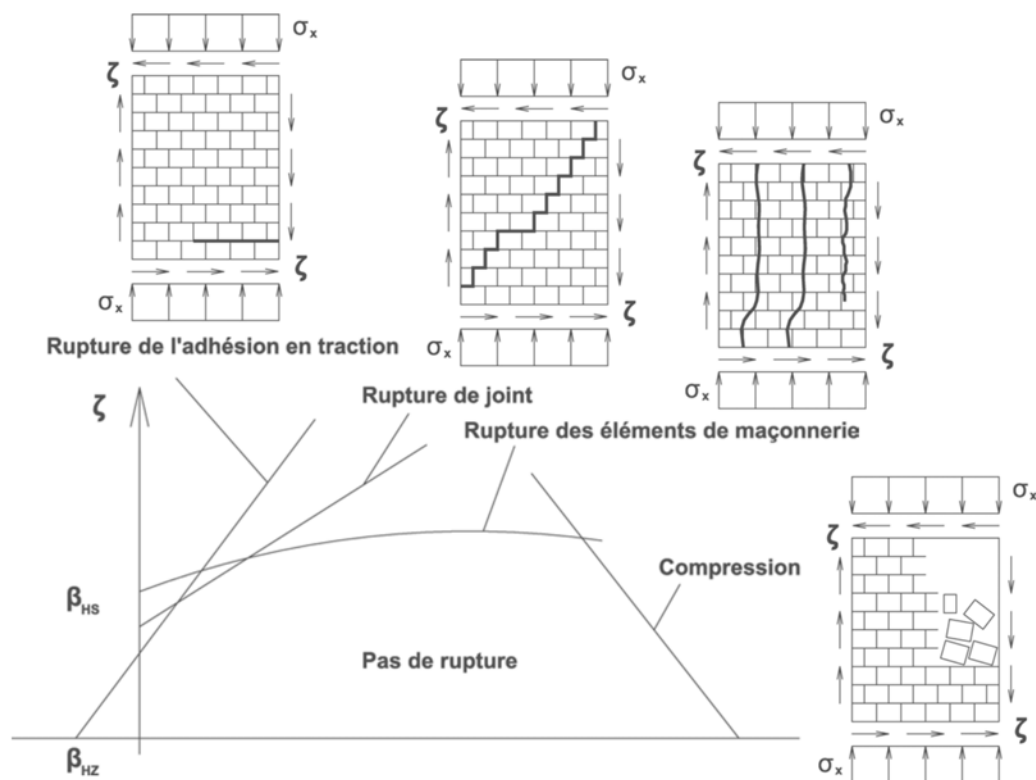 σx
ζ
ζ
σx
Rupture de l'adhésion en traction
σx
ζ
ζ
σx
σx
ζ
ζ
σx
ζ
Rupture de joint
Rupture des éléments de maçonnerie
Compression
βHS
Pas de rupture
βHZ
σx
ζ
ζ
σx